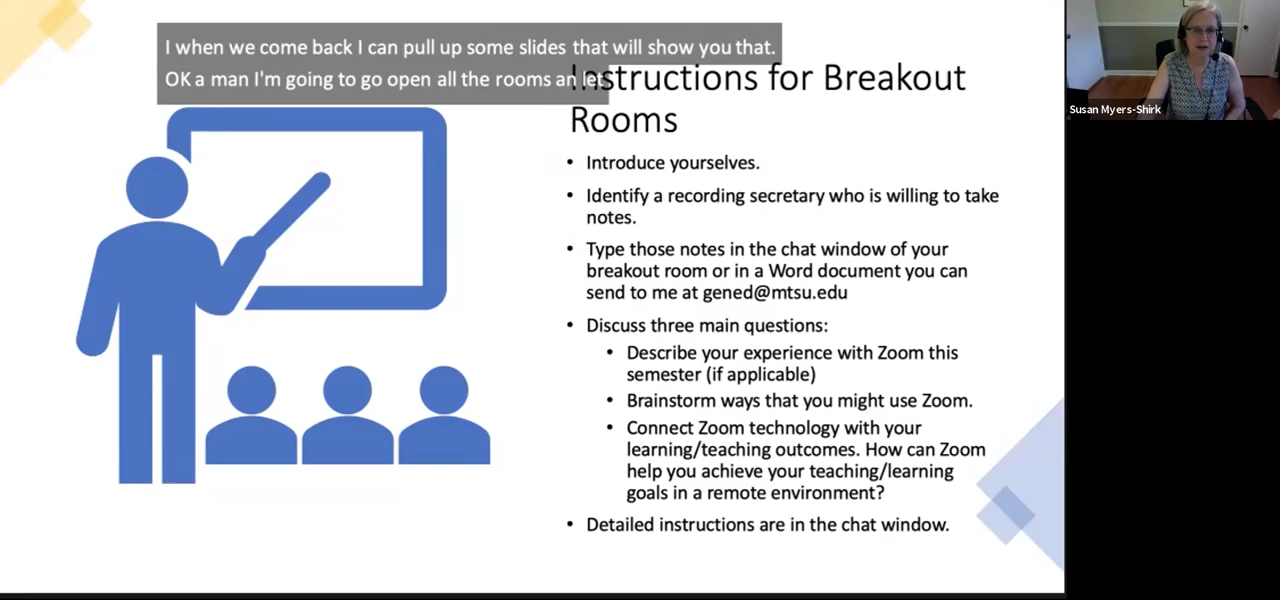 I when we come back I can pull up some slides that will show you that.
OK a man I'm going to go open all the rooms an let
Instructions for Breakout
Rooms
• Introduce yourselves.
• Identify a recording secretary who is willing to take
notes.
• Type those notes in the chat window of your
breakout room or in a Word document you can
send to me at gened@mtsu.edu
• Discuss three main questions:
• Describe your experience with Zoom this
semester (if applicable)
• Brainstorm ways that you might use Zoom.
• Connect Zoom technology with your
learning/teaching outcomes. How can Zoom
help you achieve your teaching/learning
goals in a remote environment?
• Detailed instructions are in the chat window.
Susan Myers-Shirk